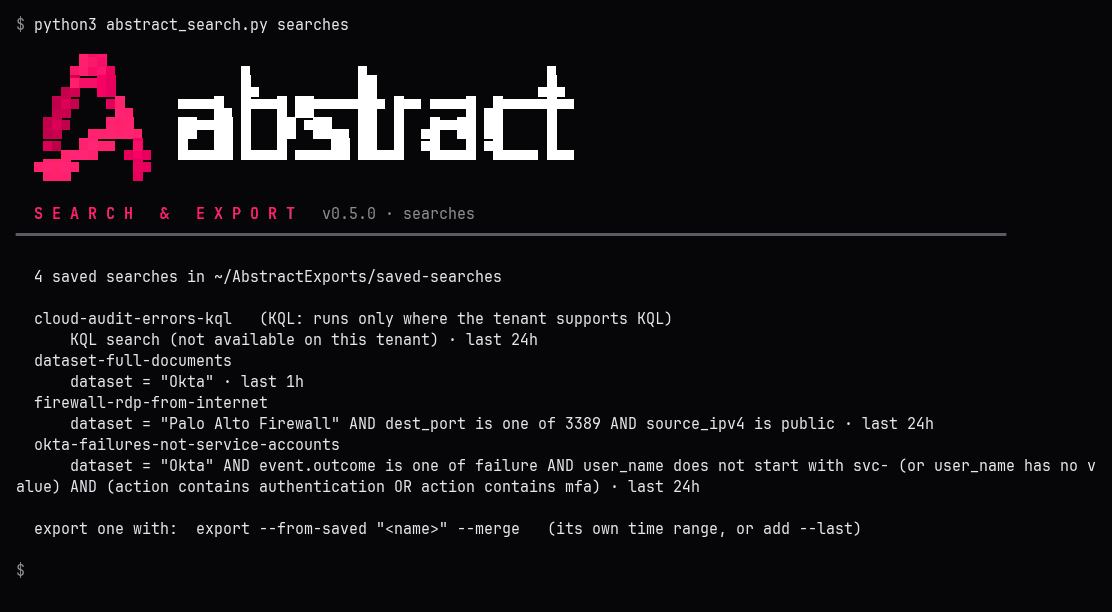 $ python3 abstract_search.py searches
abstract
SEARCH & EXPORT v0.5.0 · searches
4 saved searches in ~/AbstractExports/saved-searches
cloud-audit-errors-kql (KQL: runs only where the tenant supports KQL)
KQL search (not available on this tenant) · last 24h
dataset-full-documents
dataset = "Okta" · last 1h
firewall-rdp-from-internet
dataset = "Palo Alto Firewall" AND dest_port is one of 3389 AND source_ipv4 is public · last 24h
okta-failures-not-service-accounts
dataset = "Okta" AND event.outcome is one of failure AND user_name does not start with svc- (or user_name has no v
alue) AND (action contains authentication OR action contains mfa) · last 24h
export one with: export --from-saved "<name>" --merge (its own time range, or add --last)
$